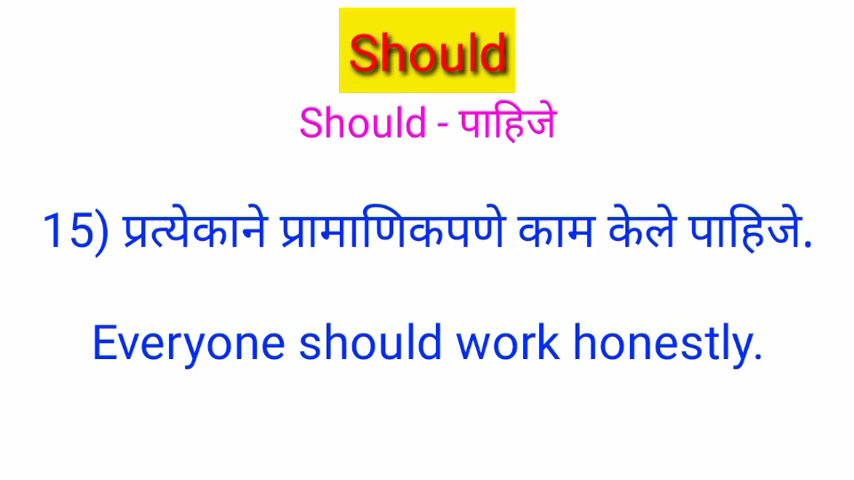 Should
Should - पाहिजे
15) प्रत्येकाने प्रामाणिकपणे काम केले पाहिजे.
Everyone should work honestly.